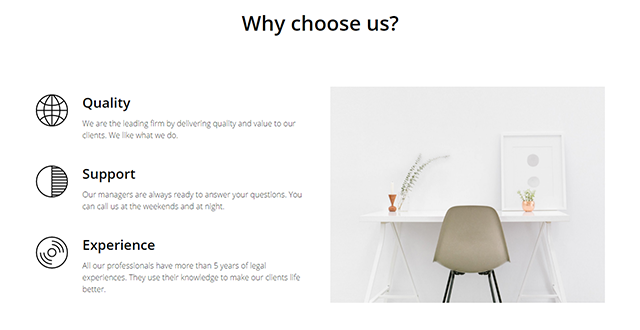 Why choose us?
Quality
We are the leading firm by delivering quality and value to our
clients. We like what we do.
Support
Our managers are always ready to answer your questions. You
can call us at the weekends and at night.
Experience
All our professionals have more than 5 years of legal
experiences. They use their knowledge to make our clients life
better.